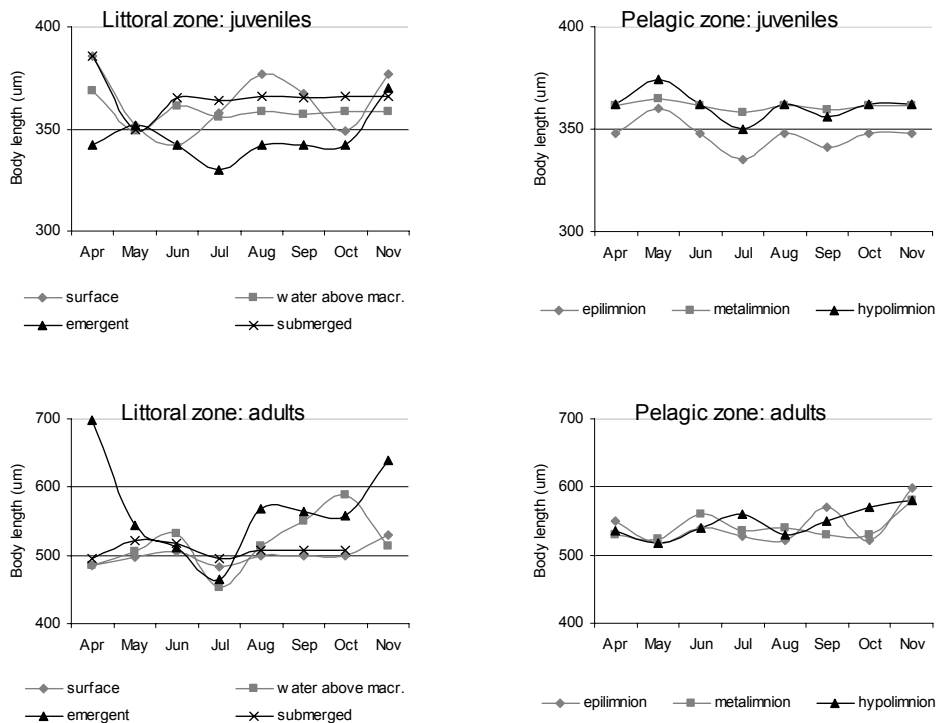 Littoral zone: juveniles
400
350
300
Body length (um)
Apr May Jun Jul Aug Sep Oct Nov
surface water above macr.
emergent submerged
Pelagic zone: juveniles
400
350
300
Body length (um)
Apr May Jun Jul Aug Sep Oct Nov
epilimnion metalimnion hypolimnion
Littoral zone: adults
700
600
500
400
Body length (um)
Apr May Jun Jul Aug Sep Oct Nov
surface water above macr.
emergent submerged
Pelagic zone: adults
700
600
500
400
Body length (um)
Apr May Jun Jul Aug Sep Oct Nov
epilimnion metalimnion hypolimnion